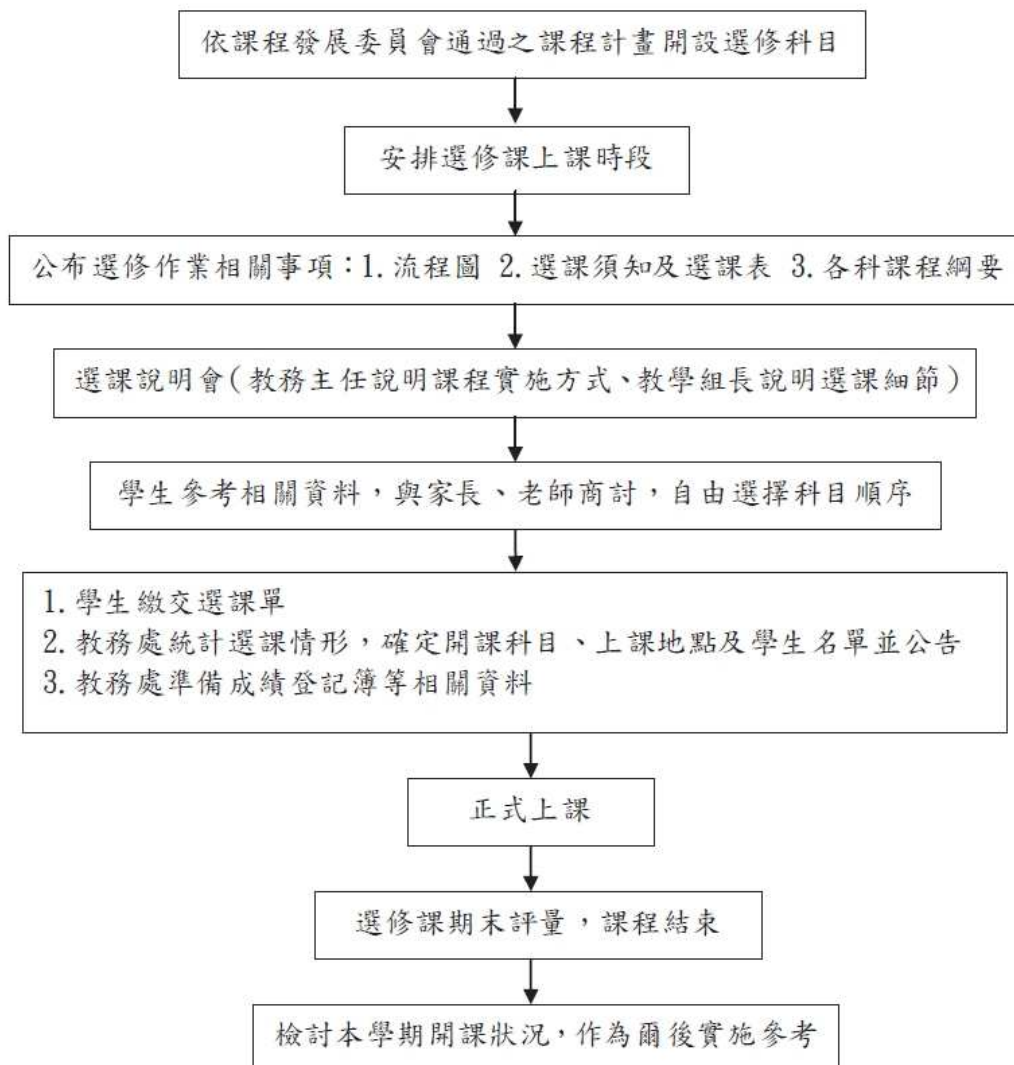 依課程發展委員會通過之課程計畫開設選修科目
安排選修課上課時段
公布選修作業相關事項：1.流程圖 2.選課須知及選課表 3.各科課程綱要
選課說明會(教務主任說明課程實施方式、教學組長說明選課細節)
學生參考相關資料，與家長、老師商討，自由選擇科目順序
1.學生繳交選課單
2.教務處統計選課情形，確定開課科目、上課地點及學生名單並公告
3.教務處準備成績登記簿等相關資料
正式上課
選修課期末評量，課程結束
檢討本學期開課狀況，作為爾後實施參考